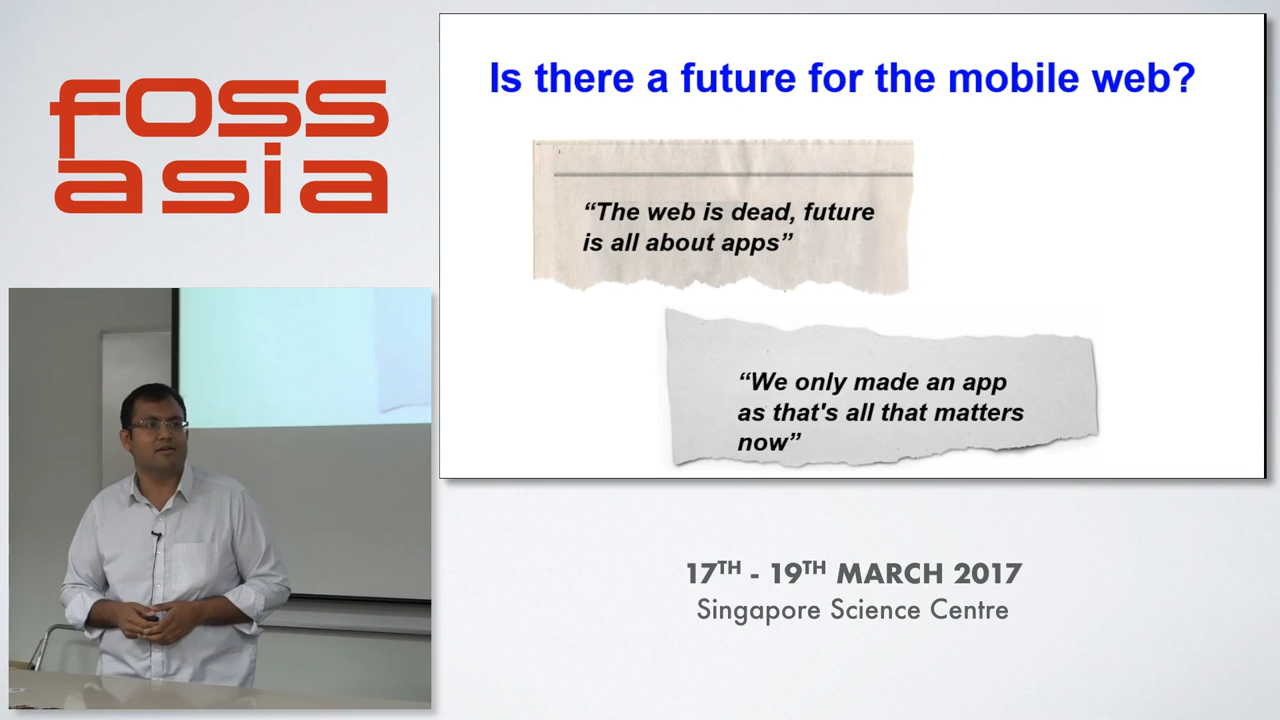 foss
asia
Is there a future for the mobile web?
“The web is dead, future
is all about apps”
“We only made an app
as that's all that matters
now”
17TH - 19TH MARCH 2017
Singapore Science Centre